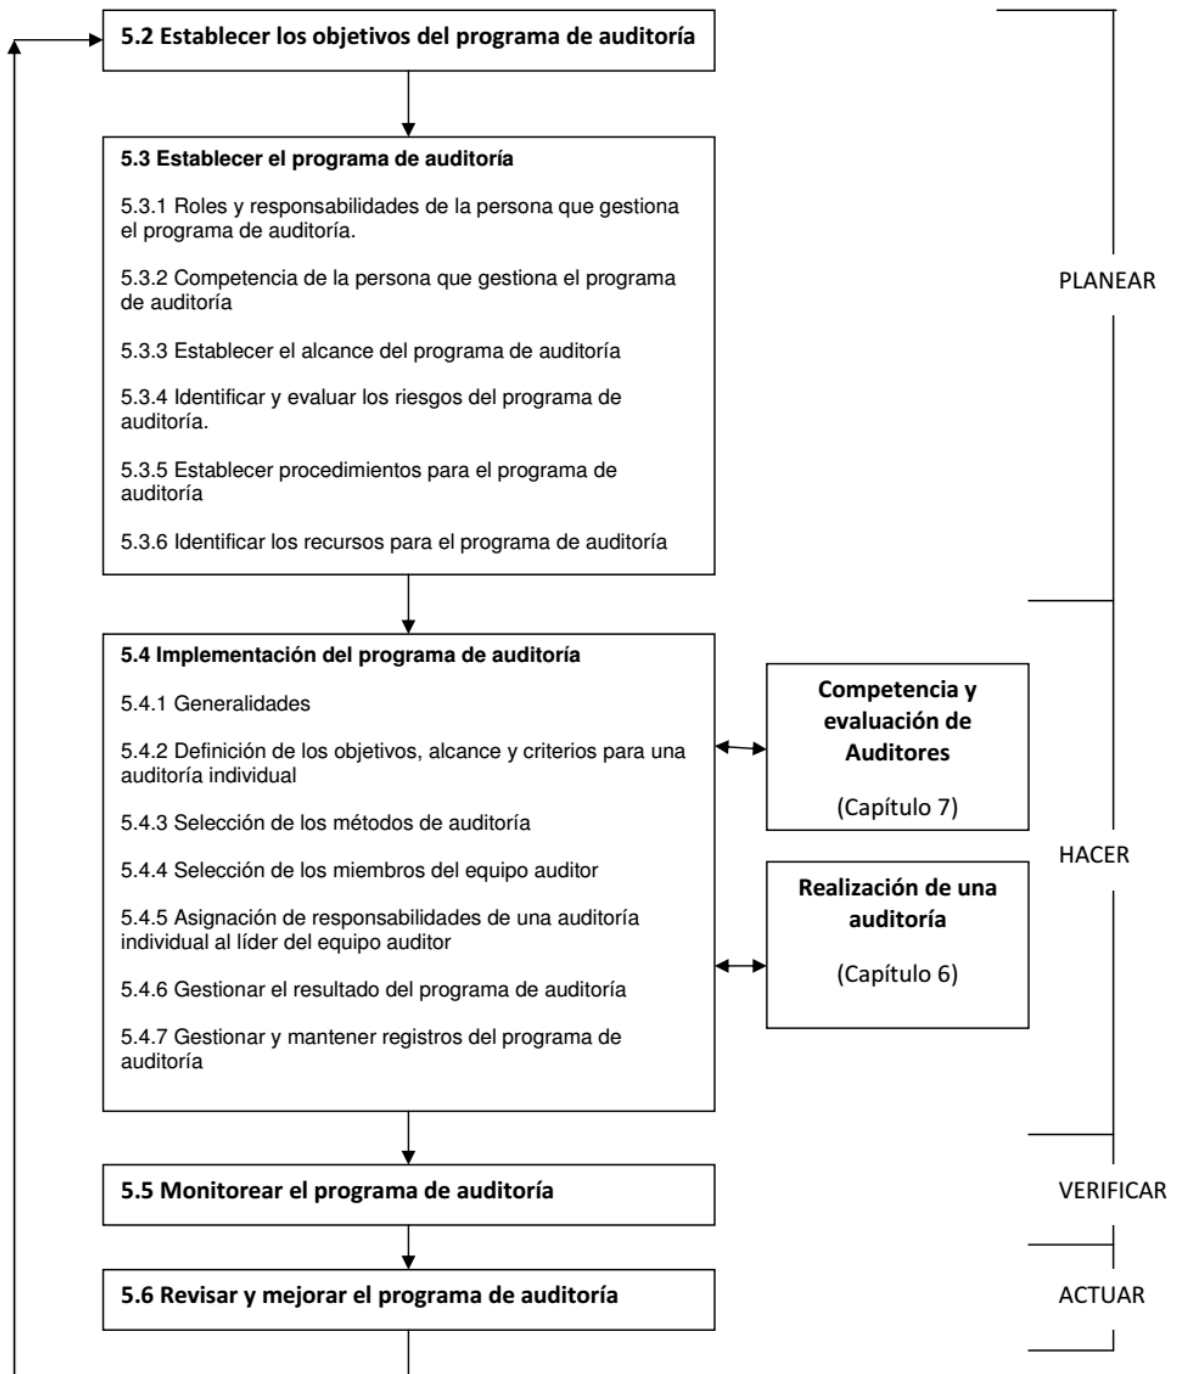 5.2 Establecer los objetivos del programa de auditoría
5.3 Establecer el programa de auditoría
5.3.1 Roles y responsabilidades de la persona que gestiona
el programa de auditoría.
5.3.2 Competencia de la persona que gestiona el programa
de auditoría
5.3.3 Establecer el alcance del programa de auditoría
5.3.4 Identificar y evaluar los riesgos del programa de
auditoría.
5.3.5 Establecer procedimientos para el programa de
auditoría
5.3.6 Identificar los recursos para el programa de auditoría
PLANEAR
5.4 Implementación del programa de auditoría
5.4.1 Generalidades
5.4.2 Definición de los objetivos, alcance y criterios para una
auditoría individual
5.4.3 Selección de los métodos de auditoría
5.4.4 Selección de los miembros del equipo auditor
5.4.5 Asignación de responsabilidades de una auditoría
individual al líder del equipo auditor
5.4.6 Gestionar el resultado del programa de auditoría
5.4.7 Gestionar y mantener registros del programa de
auditoría
Competencia y
evaluación de
Auditores
(Capítulo 7)
Realización de una
auditoría
(Capítulo 6)
HACER
5.5 Monitorear el programa de auditoría
VERIFICAR
5.6 Revisar y mejorar el programa de auditoría
ACTUAR